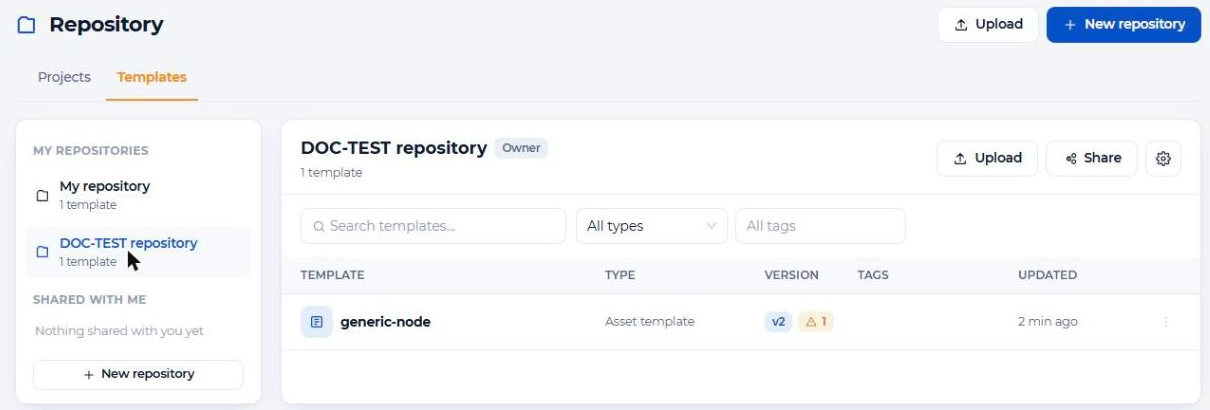 Repository
Upload
+ New repository
Projects
Templates
MY REPOSITORIES
My repository
1 template
DOC-TEST repository
1 template
SHARED WITH ME
Nothing shared with you yet
+ New repository
DOC-TEST repository Owner
1 template
Upload
Share
Search templates...
All types
All tags
TEMPLATE TYPE VERSION TAGS UPDATED
generic-node Asset template v2 1 2 min ago